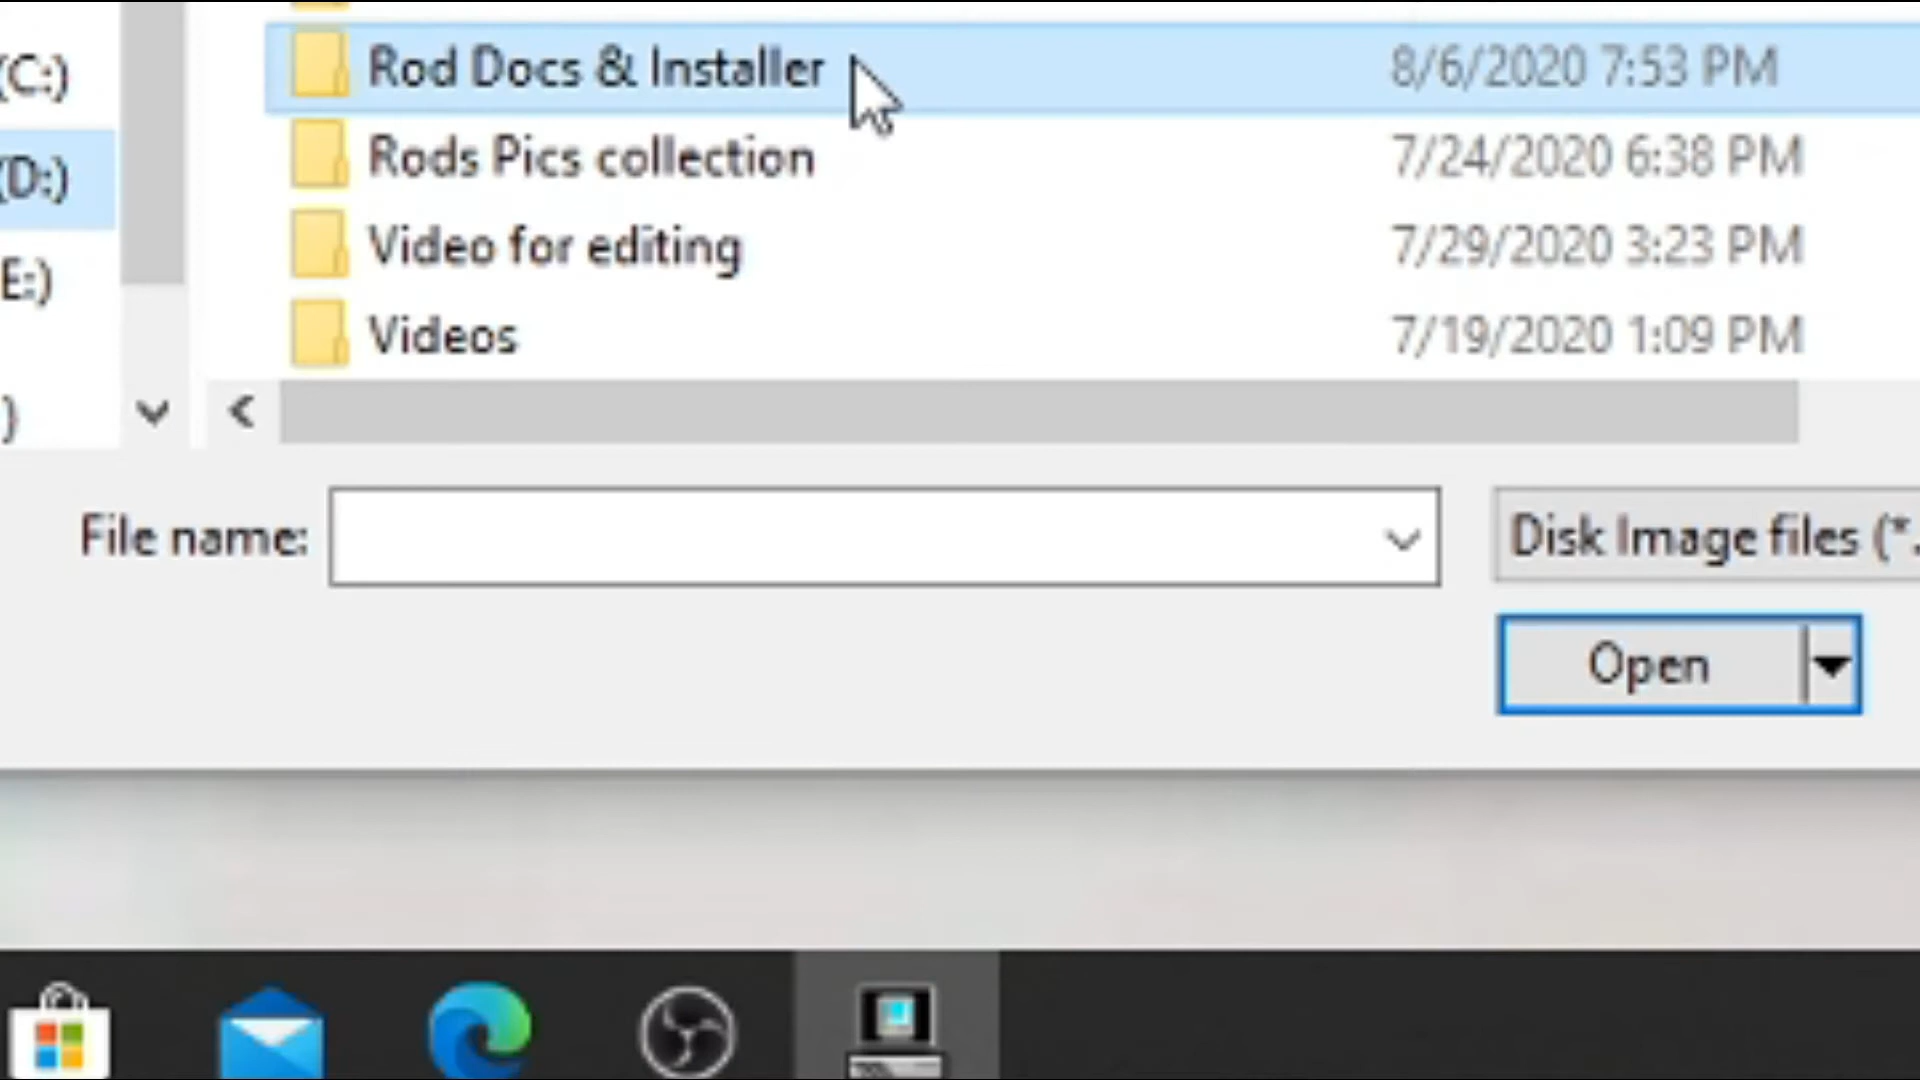 (C:)
(D:)
E:)
)
Rod Docs & Installer 8/6/2020 7:53 PM
Rods Pics collection 7/24/2020 6:38 PM
Video for editing 7/29/2020 3:23 PM
Videos 7/19/2020 1:09 PM
File name:
Disk Image files (*.
Open